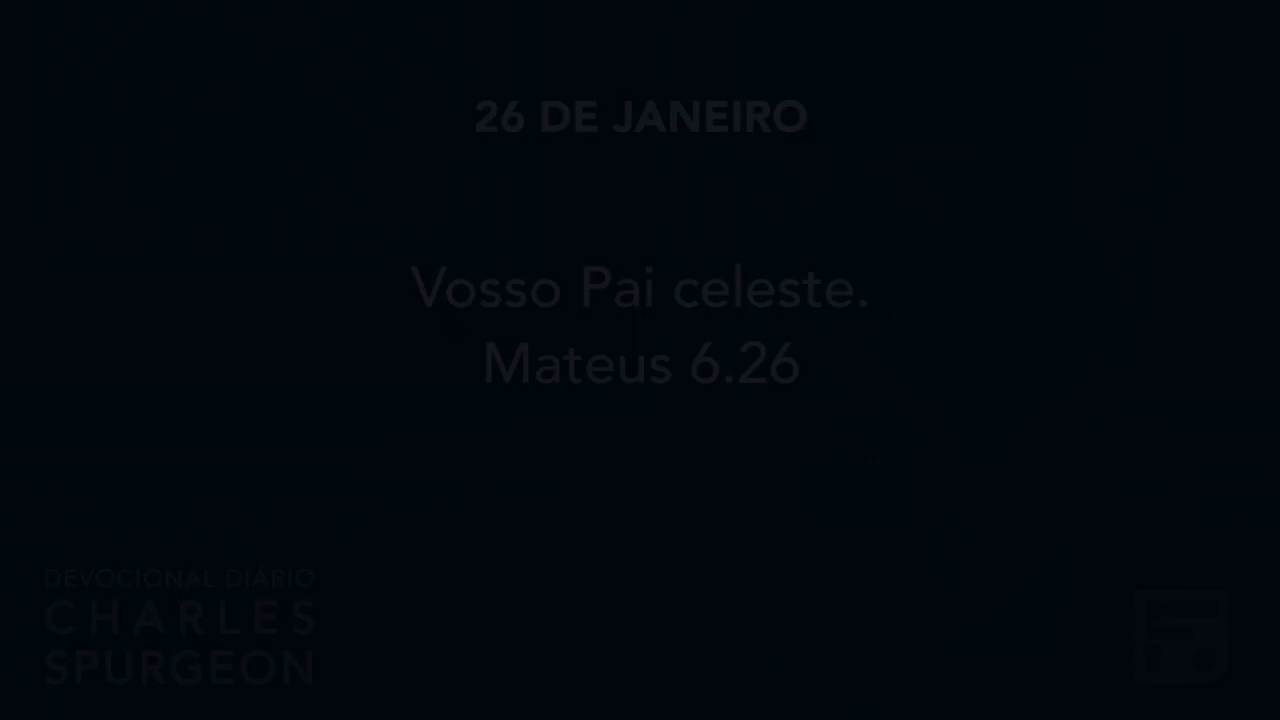 26 DE JANEIRO
Vosso Pai celeste.
Mateus 6.26
DEVOCIONAL DIÁRIO
CHARLES
SPURGEON